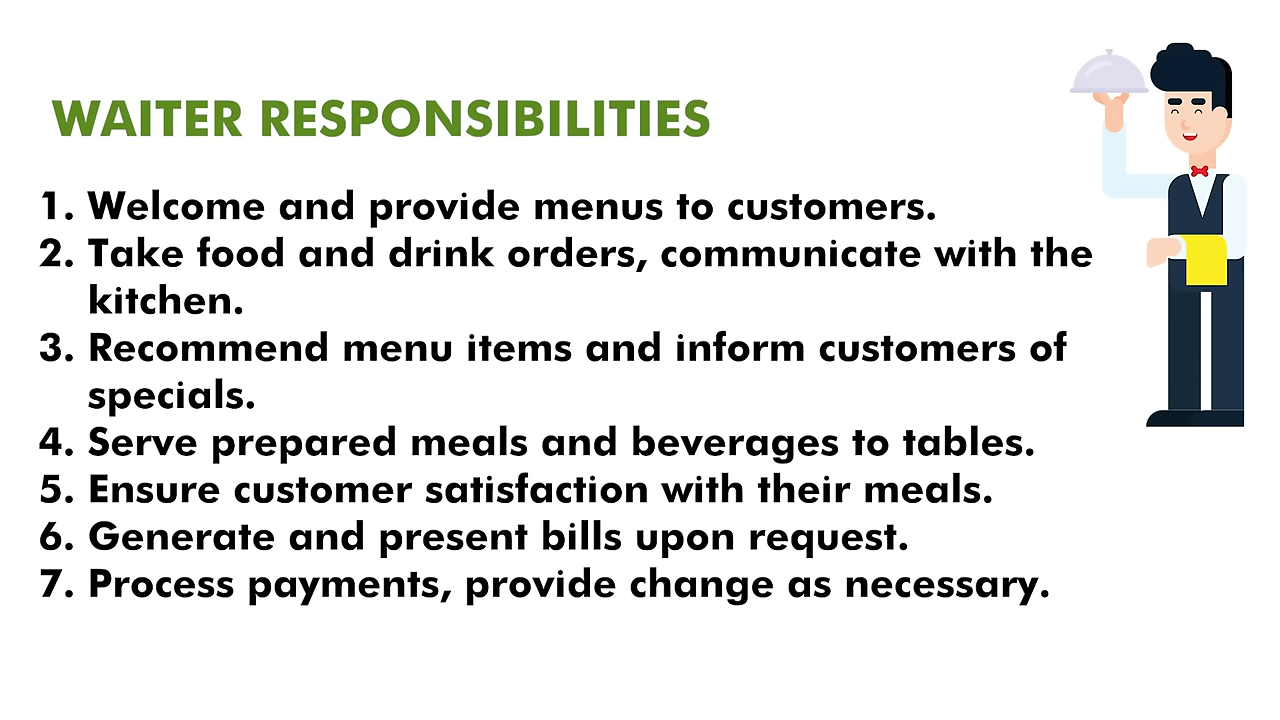 WAITER RESPONSIBILITIES
1. Welcome and provide menus to customers.
2. Take food and drink orders, communicate with the
kitchen.
3. Recommend menu items and inform customers of
specials.
4. Serve prepared meals and beverages to tables.
5. Ensure customer satisfaction with their meals.
6. Generate and present bills upon request.
7. Process payments, provide change as necessary.